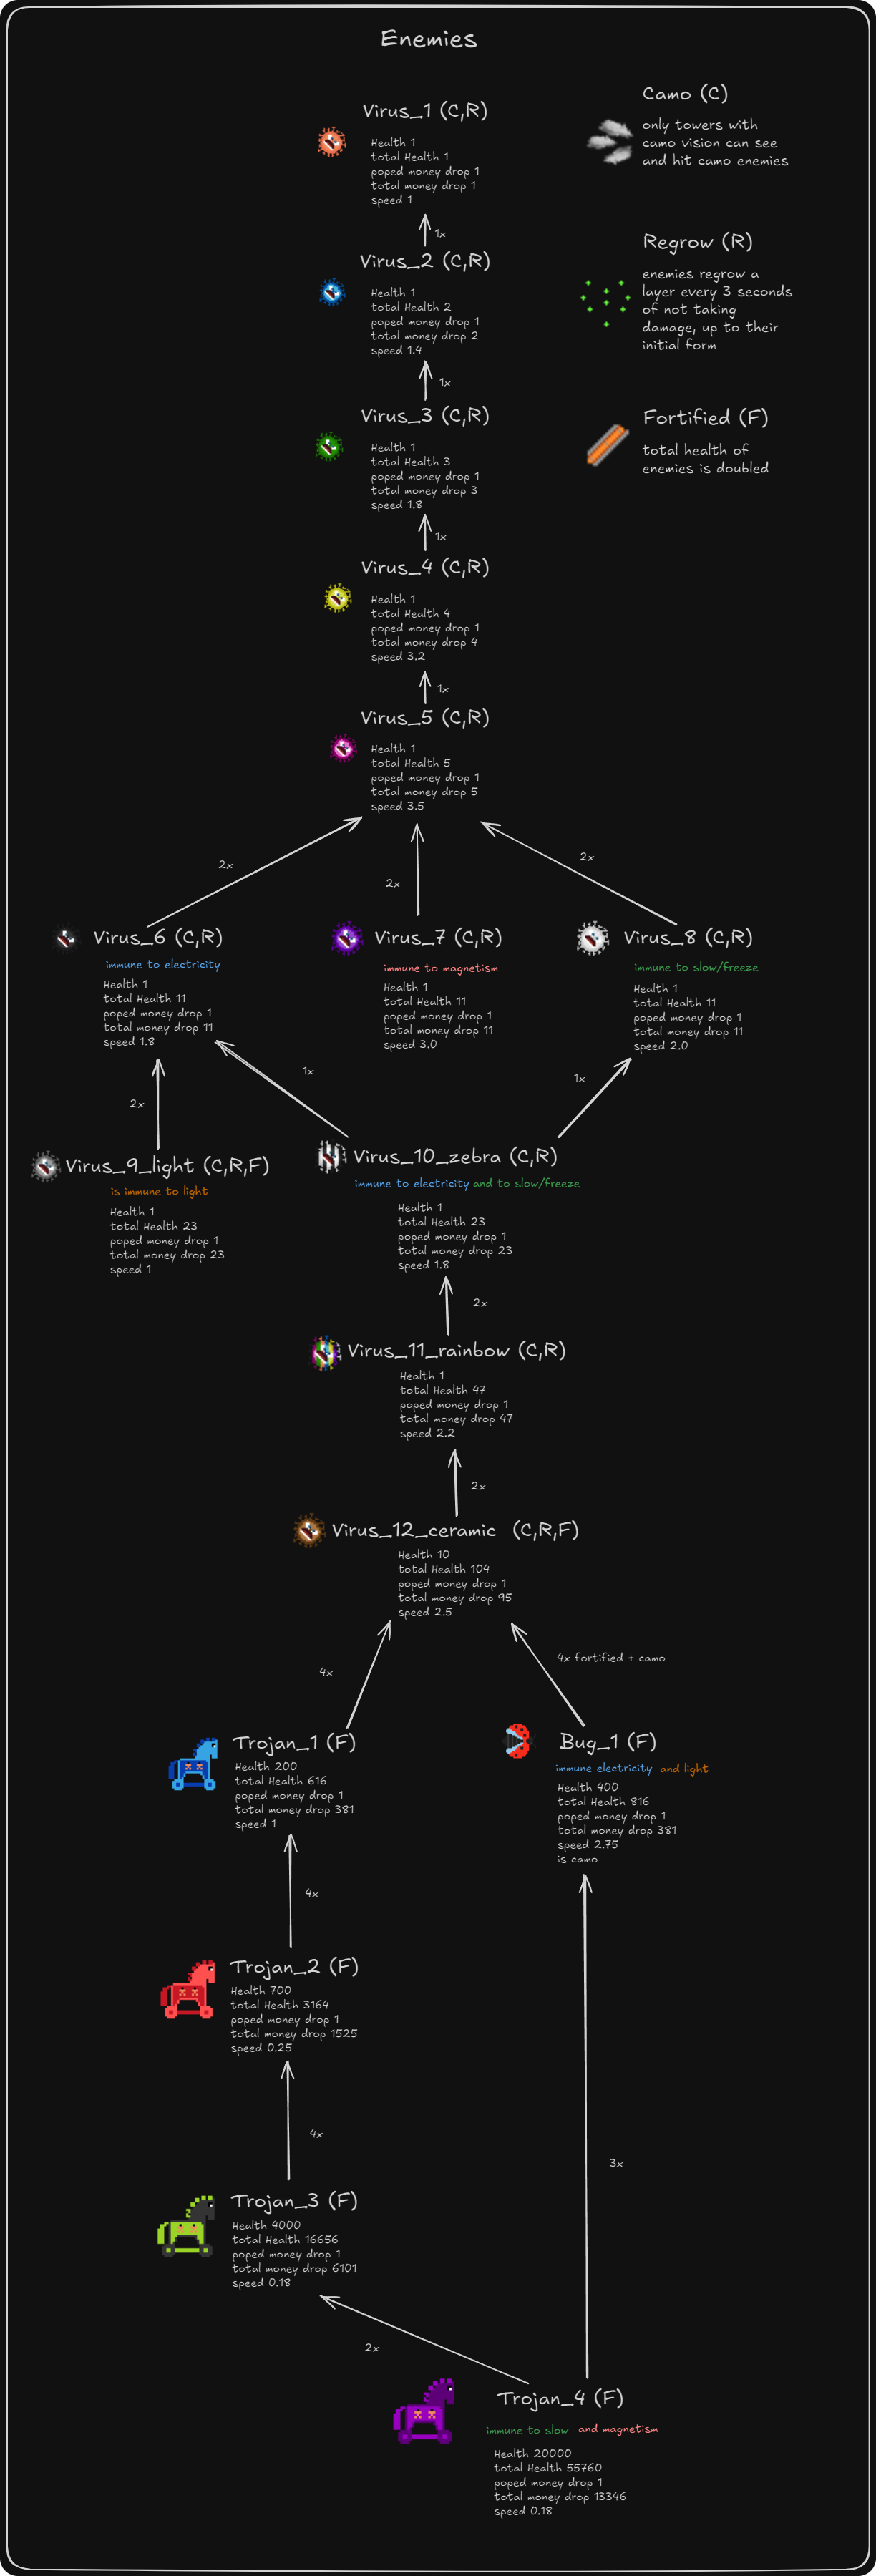 Enemies
Virus_1 (C,R)
Health 1
total Health 1
poped money drop 1
total money drop 1
speed 1
Camo (C)
only towers with
camo vision can see
and hit camo enemies
1x
Virus_2 (C,R)
Health 1
total Health 2
poped money drop 1
total money drop 2
speed 1.4
Regrow (R)
enemies regrow a
layer every 3 seconds
of not taking
damage, up to their
initial form
1x
Virus_3 (C,R)
Health 1
total Health 3
poped money drop 1
total money drop 3
speed 1.8
Fortified (F)
total health of
enemies is doubled
1x
Virus_4 (C,R)
Health 1
total Health 4
poped money drop 1
total money drop 4
speed 3.2
1x
Virus_5 (C,R)
Health 1
total Health 5
poped money drop 1
total money drop 5
speed 3.5
2x
2x
2x
Virus_6 (C,R)
immune to electricity
Health 1
total Health 11
poped money drop 1
total money drop 11
speed 1.8
Virus_7 (C,R)
immune to magnetism
Health 1
total Health 11
poped money drop 1
total money drop 11
speed 3.0
Virus_8 (C,R)
immune to slow/freeze
Health 1
total Health 11
poped money drop 1
total money drop 11
speed 2.0
2x
1x
1x
Virus_9_light (C,R,F)
is immune to light
Health 1
total Health 23
poped money drop 1
total money drop 23
speed 1
Virus_10_zebra (C,R)
immune to electricity and to slow/freeze
Health 1
total Health 23
poped money drop 1
total money drop 23
speed 1.8
2x
Virus_11_rainbow (C,R)
Health 1
total Health 47
poped money drop 1
total money drop 47
speed 2.2
2x
Virus_12_ceramic (C,R,F)
Health 10
total Health 104
poped money drop 1
total money drop 95
speed 2.5
4x
4x fortified + camo
Trojan_1 (F)
Health 200
total Health 616
poped money drop 1
total money drop 381
speed 1
Bug_1 (F)
immune electricity and light
Health 400
total Health 816
poped money drop 1
total money drop 381
speed 2.75
is camo
4x
Trojan_2 (F)
Health 700
total Health 3164
poped money drop 1
total money drop 1525
speed 0.25
4x
3x
Trojan_3 (F)
Health 4000
total Health 16656
poped money drop 1
total money drop 6101
speed 0.18
2x
Trojan_4 (F)
immune to slow and magnetism
Health 20000
total Health 55760
poped money drop 1
total money drop 13346
speed 0.18